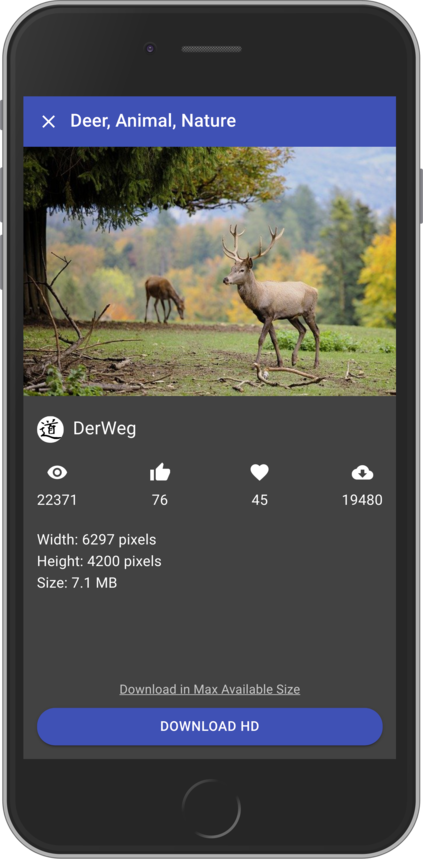 Deer, Animal, Nature
道 DerWeg
22371 76 45 19480
Width: 6297 pixels
Height: 4200 pixels
Size: 7.1 MB
Download in Max Available Size
DOWNLOAD HD